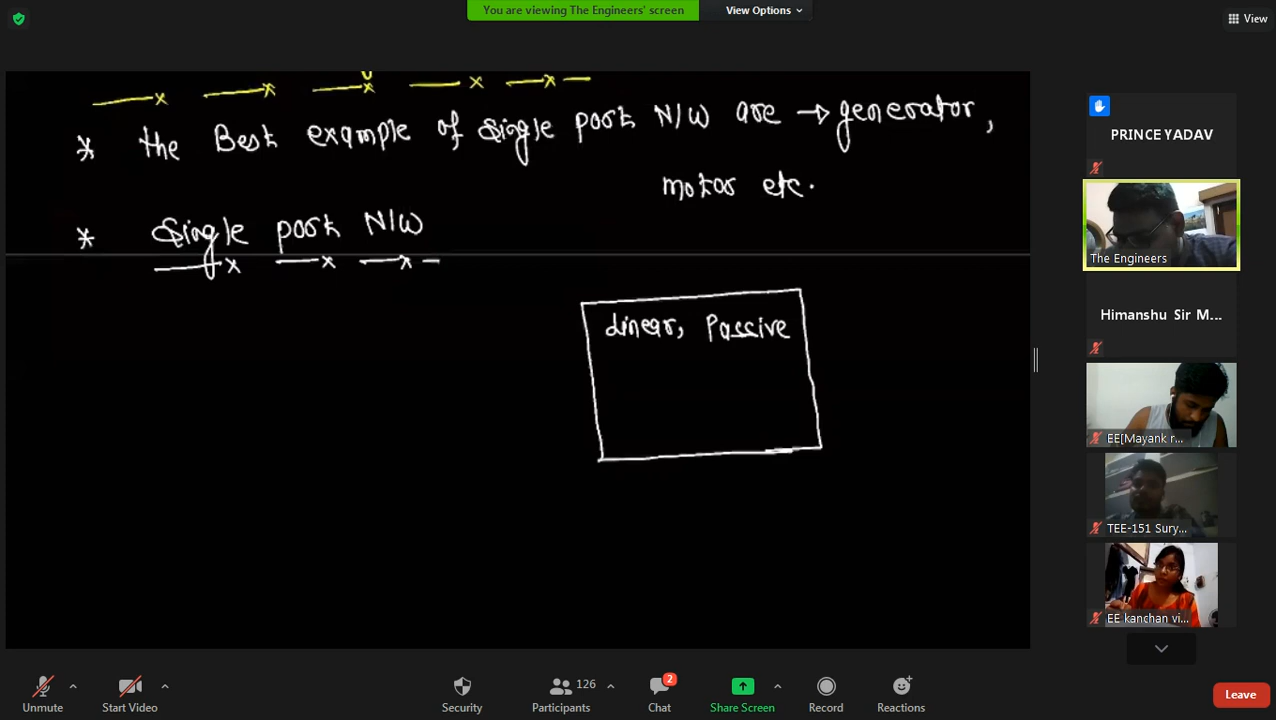 You are viewing The Engineers' screen
View Options
View
* the Best example of single port N/W are → generator,
motor etc.
* Single port N/W
Linear, Passive
PRINCE YADAV
The Engineers
Himanshu Sir M...
EE[Mayank r...
TEE-151 Sury...
EE kanchan vi...
Unmute
Start Video
Security
126
Participants
2
Chat
Share Screen
Record
Reactions
Leave